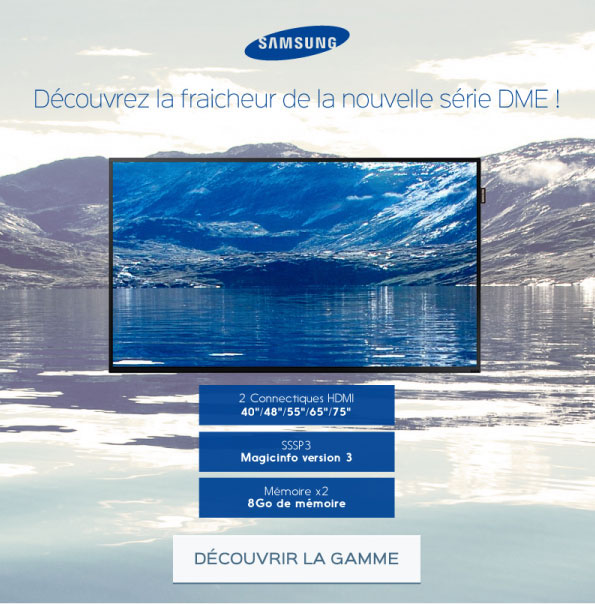 SAMSUNG
Découvrez la fraicheur de la nouvelle série DME !
2 Connectiques HDMI
40"/48"/55"/65"/75"
SSSP3
Magicinfo version 3
Mémoire x2
8Go de mémoire
DÉCOUVRIR LA GAMME